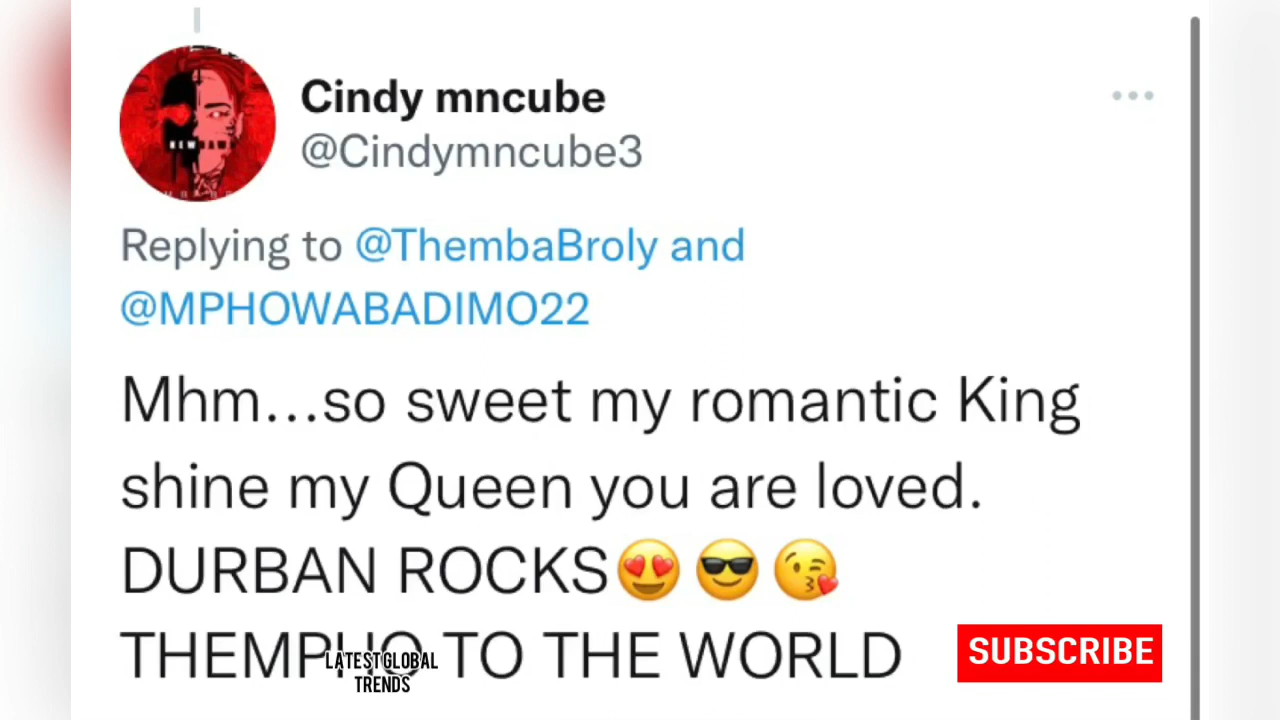 Cindy mncube
@Cindymncube3
Replying to @ThembaBroly and
@MPHOWABADIMO22
Mhm...so sweet my romantic King
shine my Queen you are loved.
DURBAN ROCKS😍😎😘
THEMPHO TO THE WORLD
LATEST GLOBAL
TRENDS
SUBSCRIBE